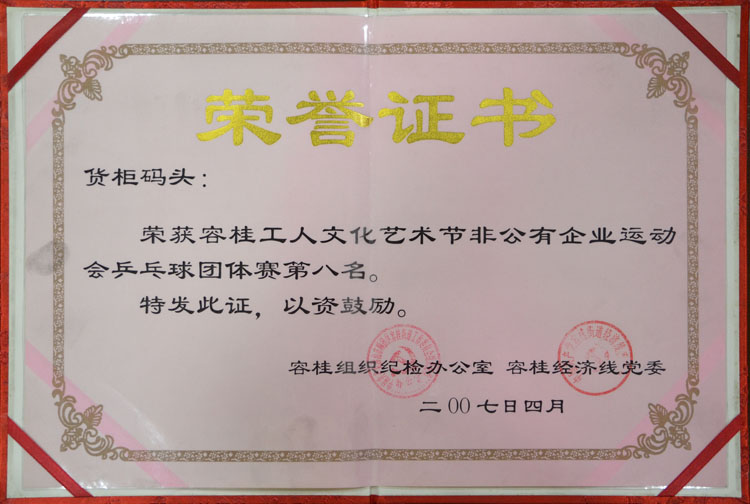 荣誉证书
货柜码头：
荣获容桂工人文化艺术节非公有企业运动
会乒乓球团体赛第八名。
特发此证，以资鼓励。
容桂组织纪检办公室 容桂经济线党委
二00七日四月